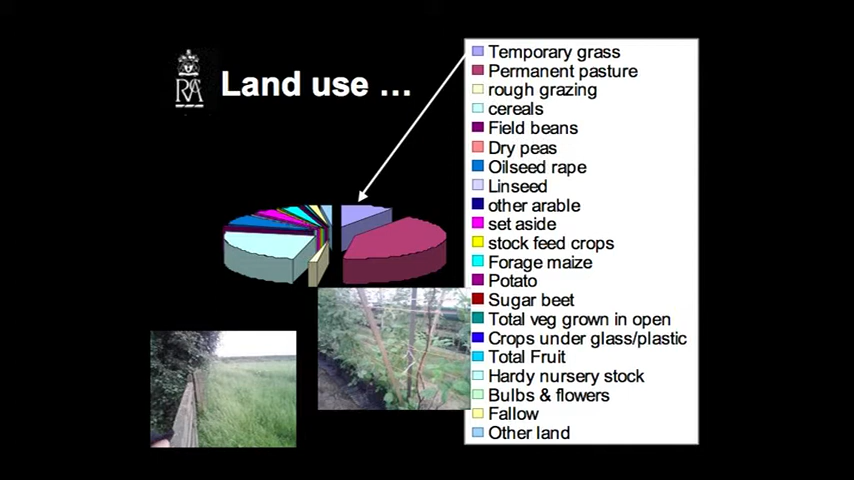 RA
Land use ...
Temporary grass
Permanent pasture
rough grazing
cereals
Field beans
Dry peas
Oilseed rape
Linseed
other arable
set aside
stock feed crops
Forage maize
Potato
Sugar beet
Total veg grown in open
Crops under glass/plastic
Total Fruit
Hardy nursery stock
Bulbs & flowers
Fallow
Other land